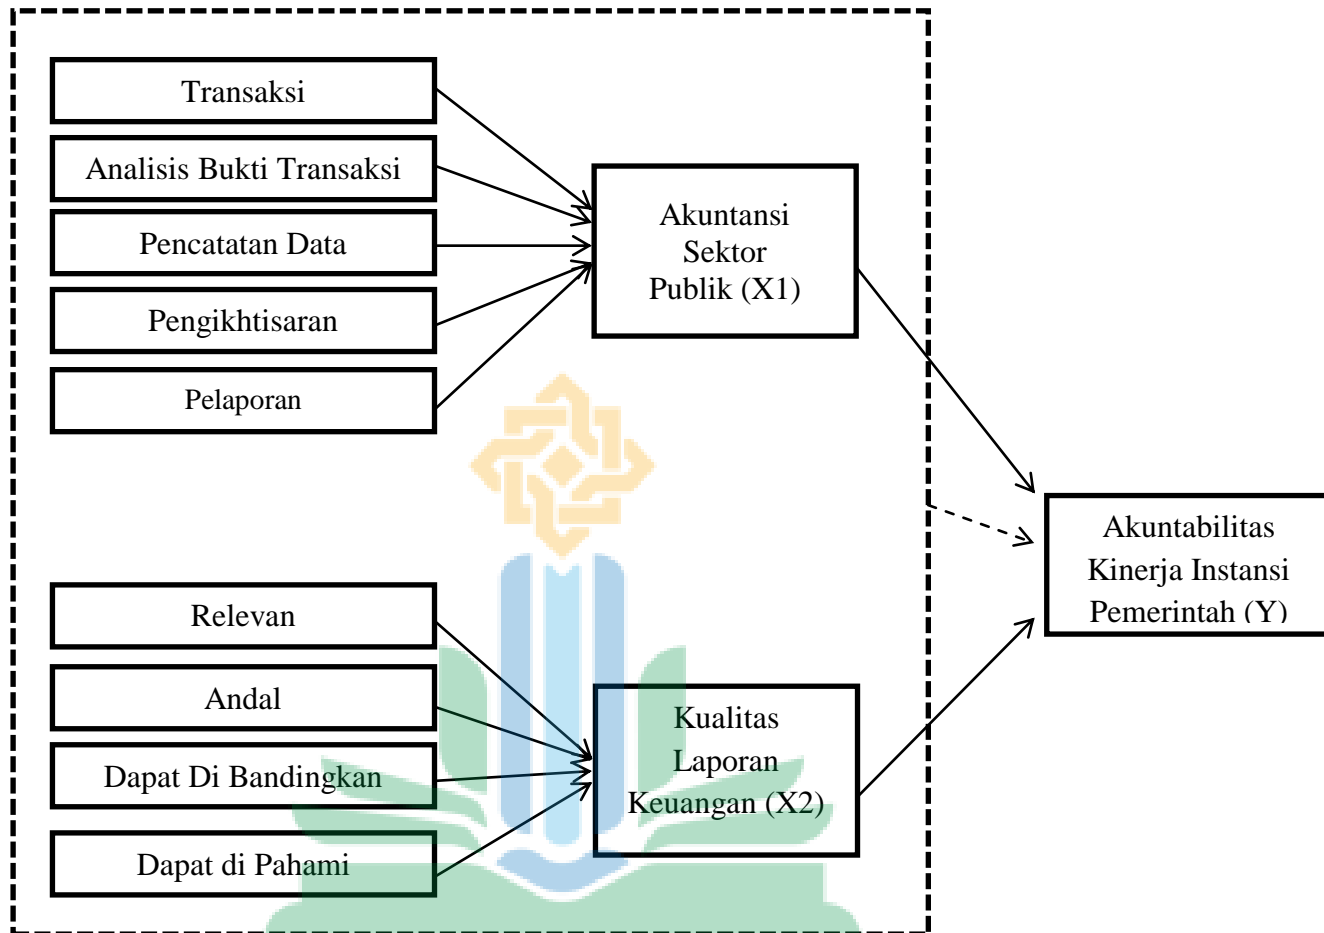 Transaksi
Analisis Bukti Transaksi
Pencatatan Data
Pengikhtisaran
Pelaporan
Akuntansi
Sektor
Publik (X1)
Relevan
Andal
Dapat Di Bandingkan
Dapat di Pahami
Kualitas
Laporan
Keuangan (X2)
Akuntabilitas
Kinerja Instansi
Pemerintah (Y)